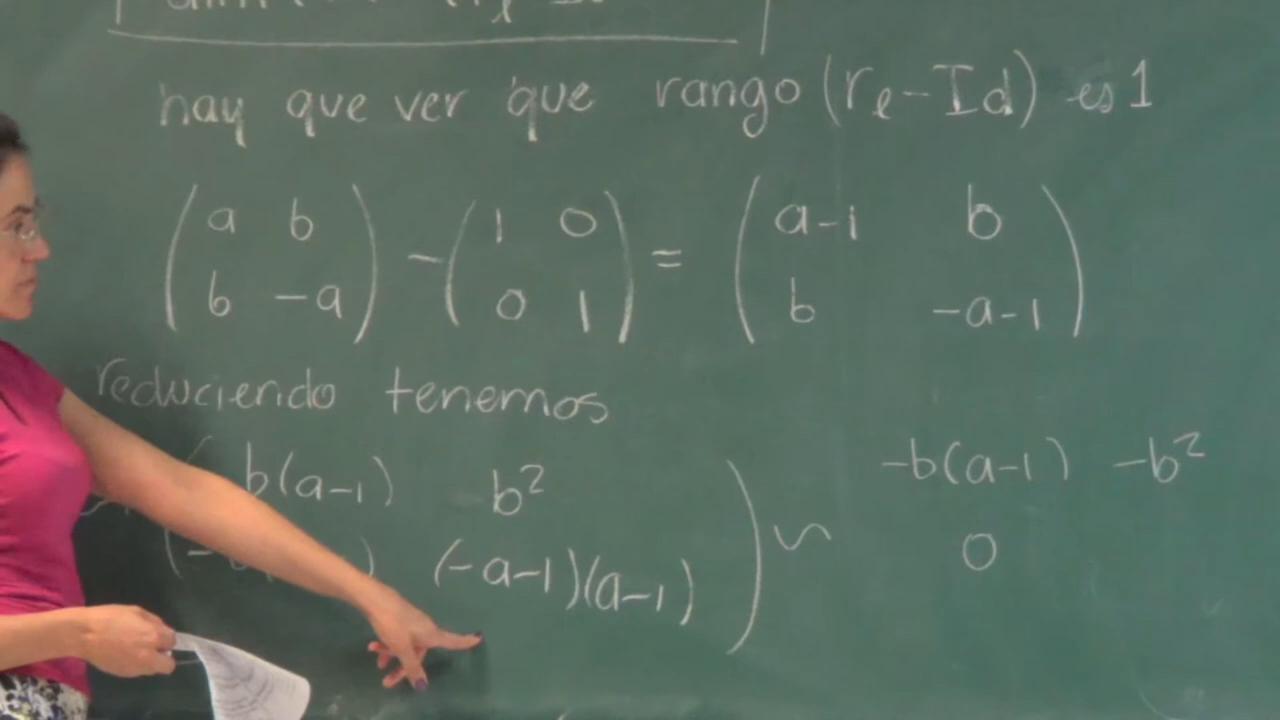 hay que ver que rango (rₑ - Id) es 1
( a b ) - ( 1 0 ) = ( a-1 b )
( b -a ) ( 0 1 ) ( b -a-1 )
reduciendo tenemos
b(a-1) b² ) ~ -b(a-1) -b²
(-a-1)(a-1) 0